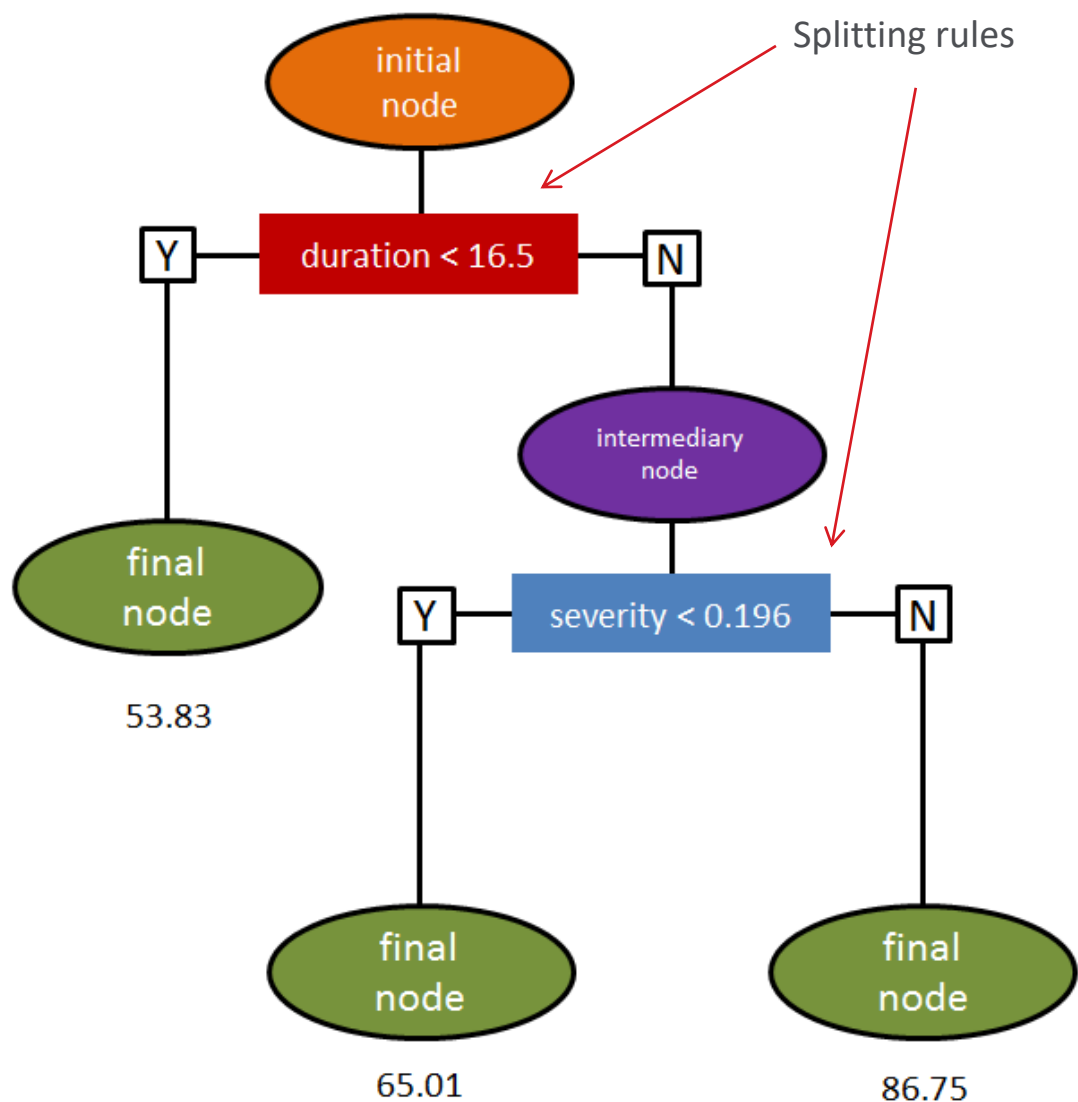 Splitting rules
initial
node
Y
duration < 16.5
N
intermediary
node
final
node
53.83
Y
severity < 0.196
N
final
node
65.01
final
node
86.75